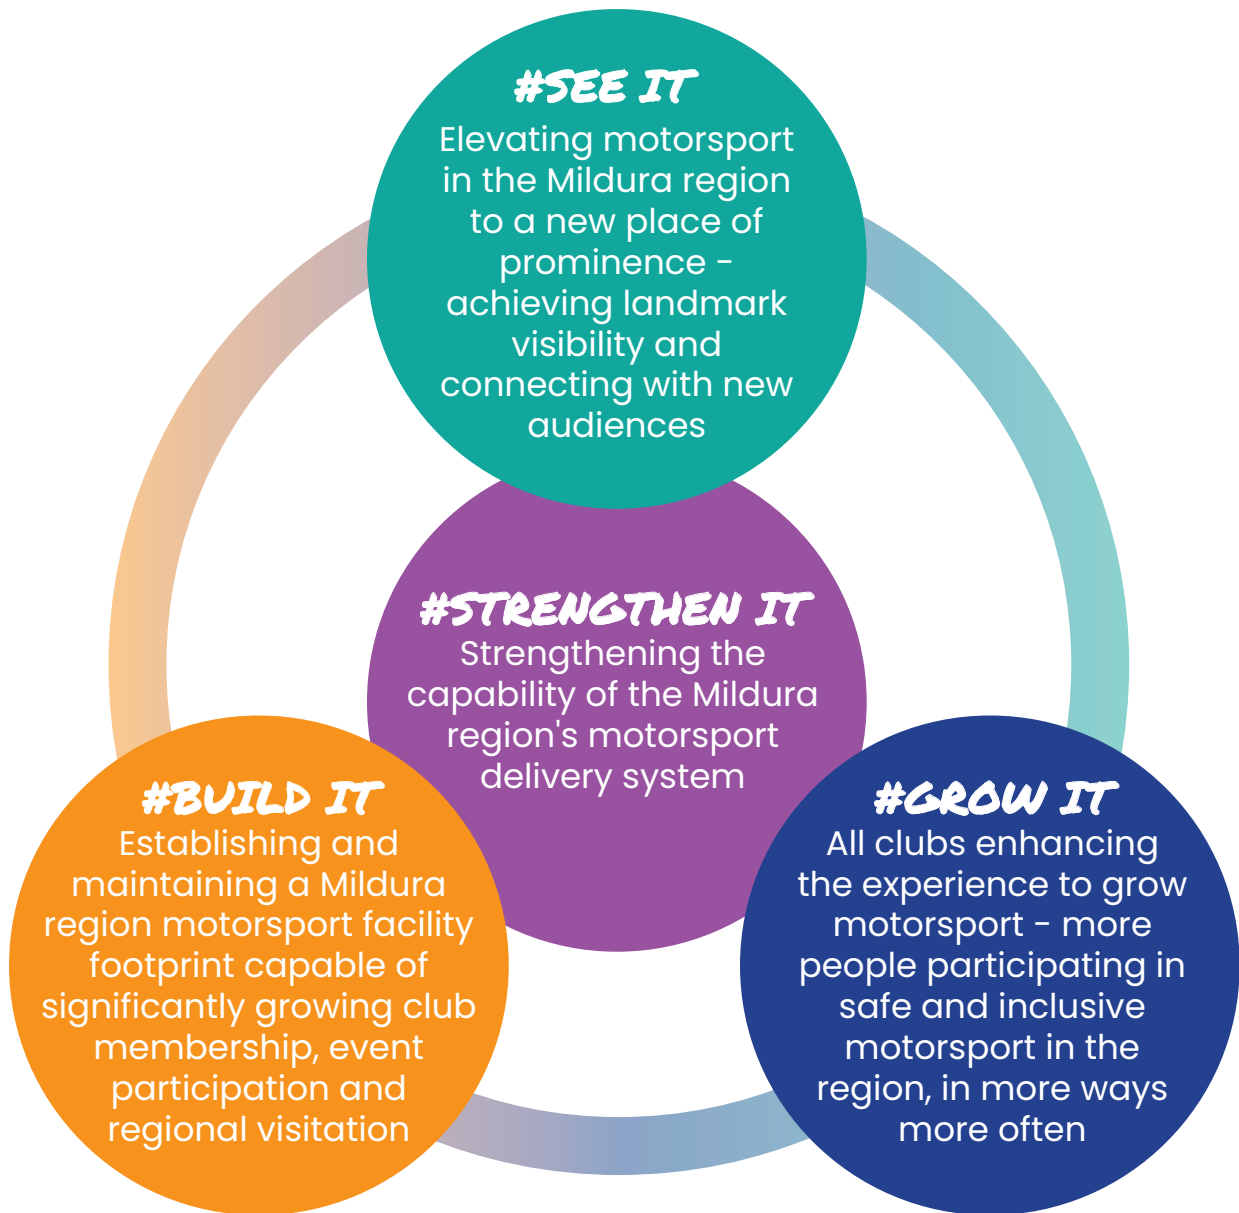 #SEE IT
Elevating motorsport
in the Mildura region
to a new place of
prominence -
achieving landmark
visibility and
connecting with new
audiences
#STRENGTHEN IT
Strengthening the
capability of the Mildura
region's motorsport
delivery system
#BUILD IT
Establishing and
maintaining a Mildura
region motorsport facility
footprint capable of
significantly growing club
membership, event
participation and
regional visitation
#GROW IT
All clubs enhancing
the experience to grow
motorsport - more
people participating in
safe and inclusive
motorsport in the
region, in more ways
more often